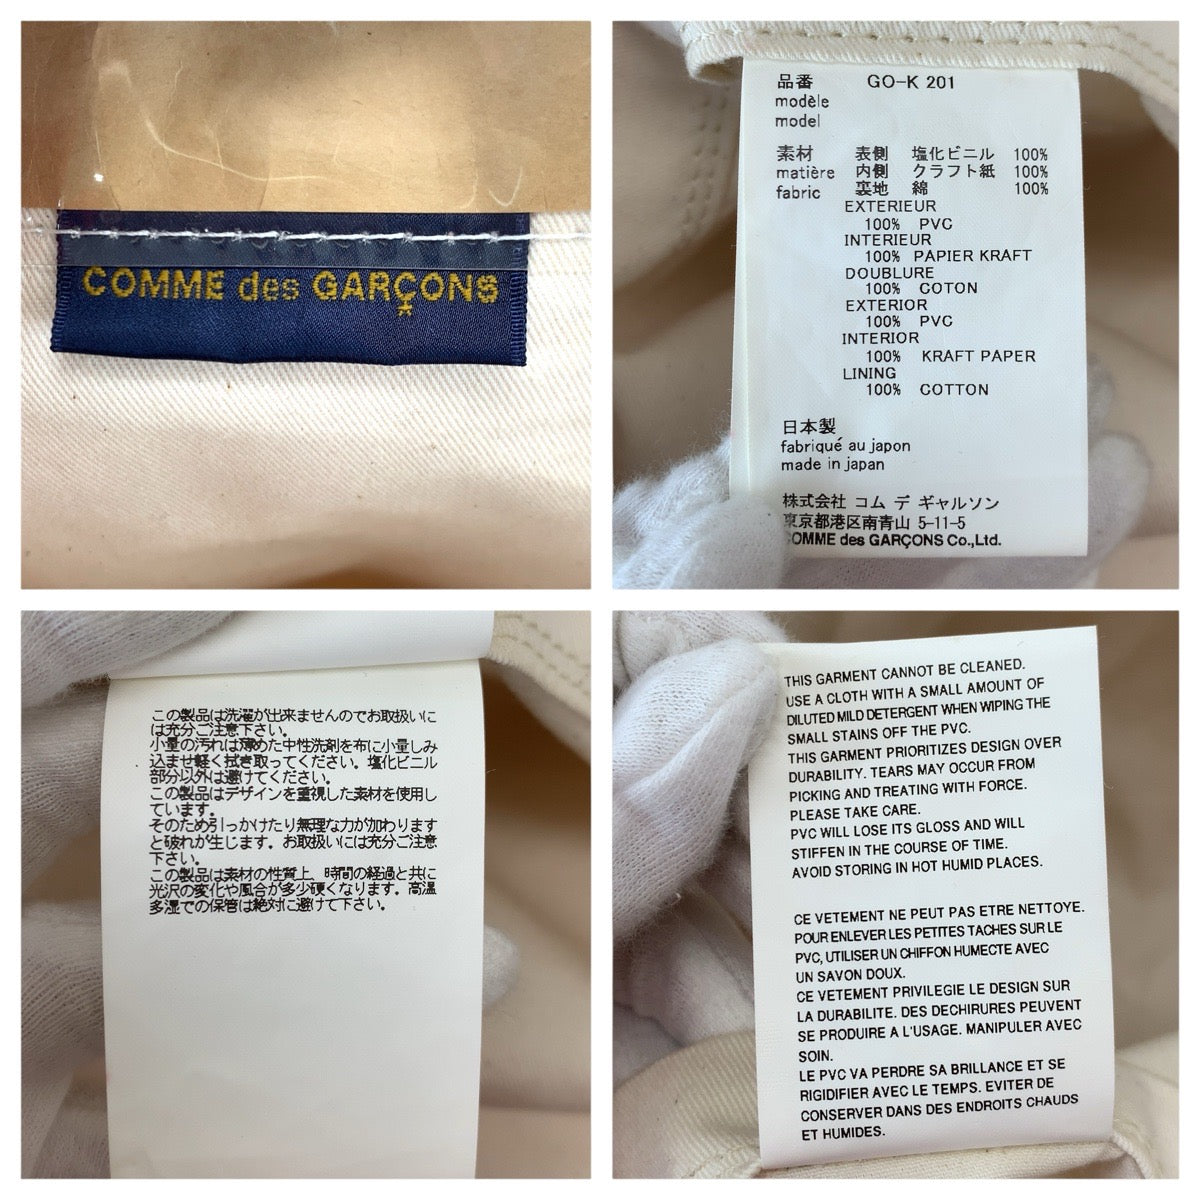 COMME des GARÇONS
品番 GO-K 201
modèle
model
素材 表側 塩化ビニル 100%
matière 内側 クラフト紙 100%
fabric 裏地 綿 100%
EXTERIEUR
100% PVC
INTERIEUR
100% PAPIER KRAFT
DOUBLURE
100% COTON
EXTERIOR
100% PVC
INTERIOR
100% KRAFT PAPER
LINING
100% COTTON
日本製
fabriqué au japon
made in japan
株式会社 コム デ ギャルソン
東京都港区南青山 5-11-5
COMME des GARÇONS Co.,Ltd.
この製品は洗濯が出来ませんのでお取扱いに
は充分ご注意下さい。
小量の汚れは薄めた中性洗剤を布に小量しみ
込ませ軽く拭き取ってください。塩化ビニル
部分以外は避けてください。
この製品はデザインを重視した素材を使用し
ています。
そのため引っかけたり無理な力が加わります
と破れが生じます。お取扱いには充分ご注意
下さい。
この製品は素材の性質上、時間の経過と共に
光沢の変化や風合が多少硬くなります。高温
多湿での保管は絶対に避けて下さい。
THIS GARMENT CANNOT BE CLEANED.
USE A CLOTH WITH A SMALL AMOUNT OF
DILUTED MILD DETERGENT WHEN WIPING THE
SMALL STAINS OFF THE PVC.
THIS GARMENT PRIORITIZES DESIGN OVER
DURABILITY. TEARS MAY OCCUR FROM
PICKING AND TREATING WITH FORCE.
PLEASE TAKE CARE.
PVC WILL LOSE ITS GLOSS AND WILL
STIFFEN IN THE COURSE OF TIME.
AVOID STORING IN HOT HUMID PLACES.
CE VETEMENT NE PEUT PAS ETRE NETTOYE.
POUR ENLEVER LES PETITES TACHES SUR LE
PVC, UTILISER UN CHIFFON HUMECTE AVEC
UN SAVON DOUX.
CE VETEMENT PRIVILEGIE LE DESIGN SUR
LA DURABILITE. DES DECHIRURES PEUVENT
SE PRODUIRE A L'USAGE. MANIPULER AVEC
SOIN.
LE PVC VA PERDRE SA BRILLANCE ET SE
RIGIDIFIER AVEC LE TEMPS. EVITER DE
CONSERVER DANS DES ENDROITS CHAUDS
ET HUMIDES.